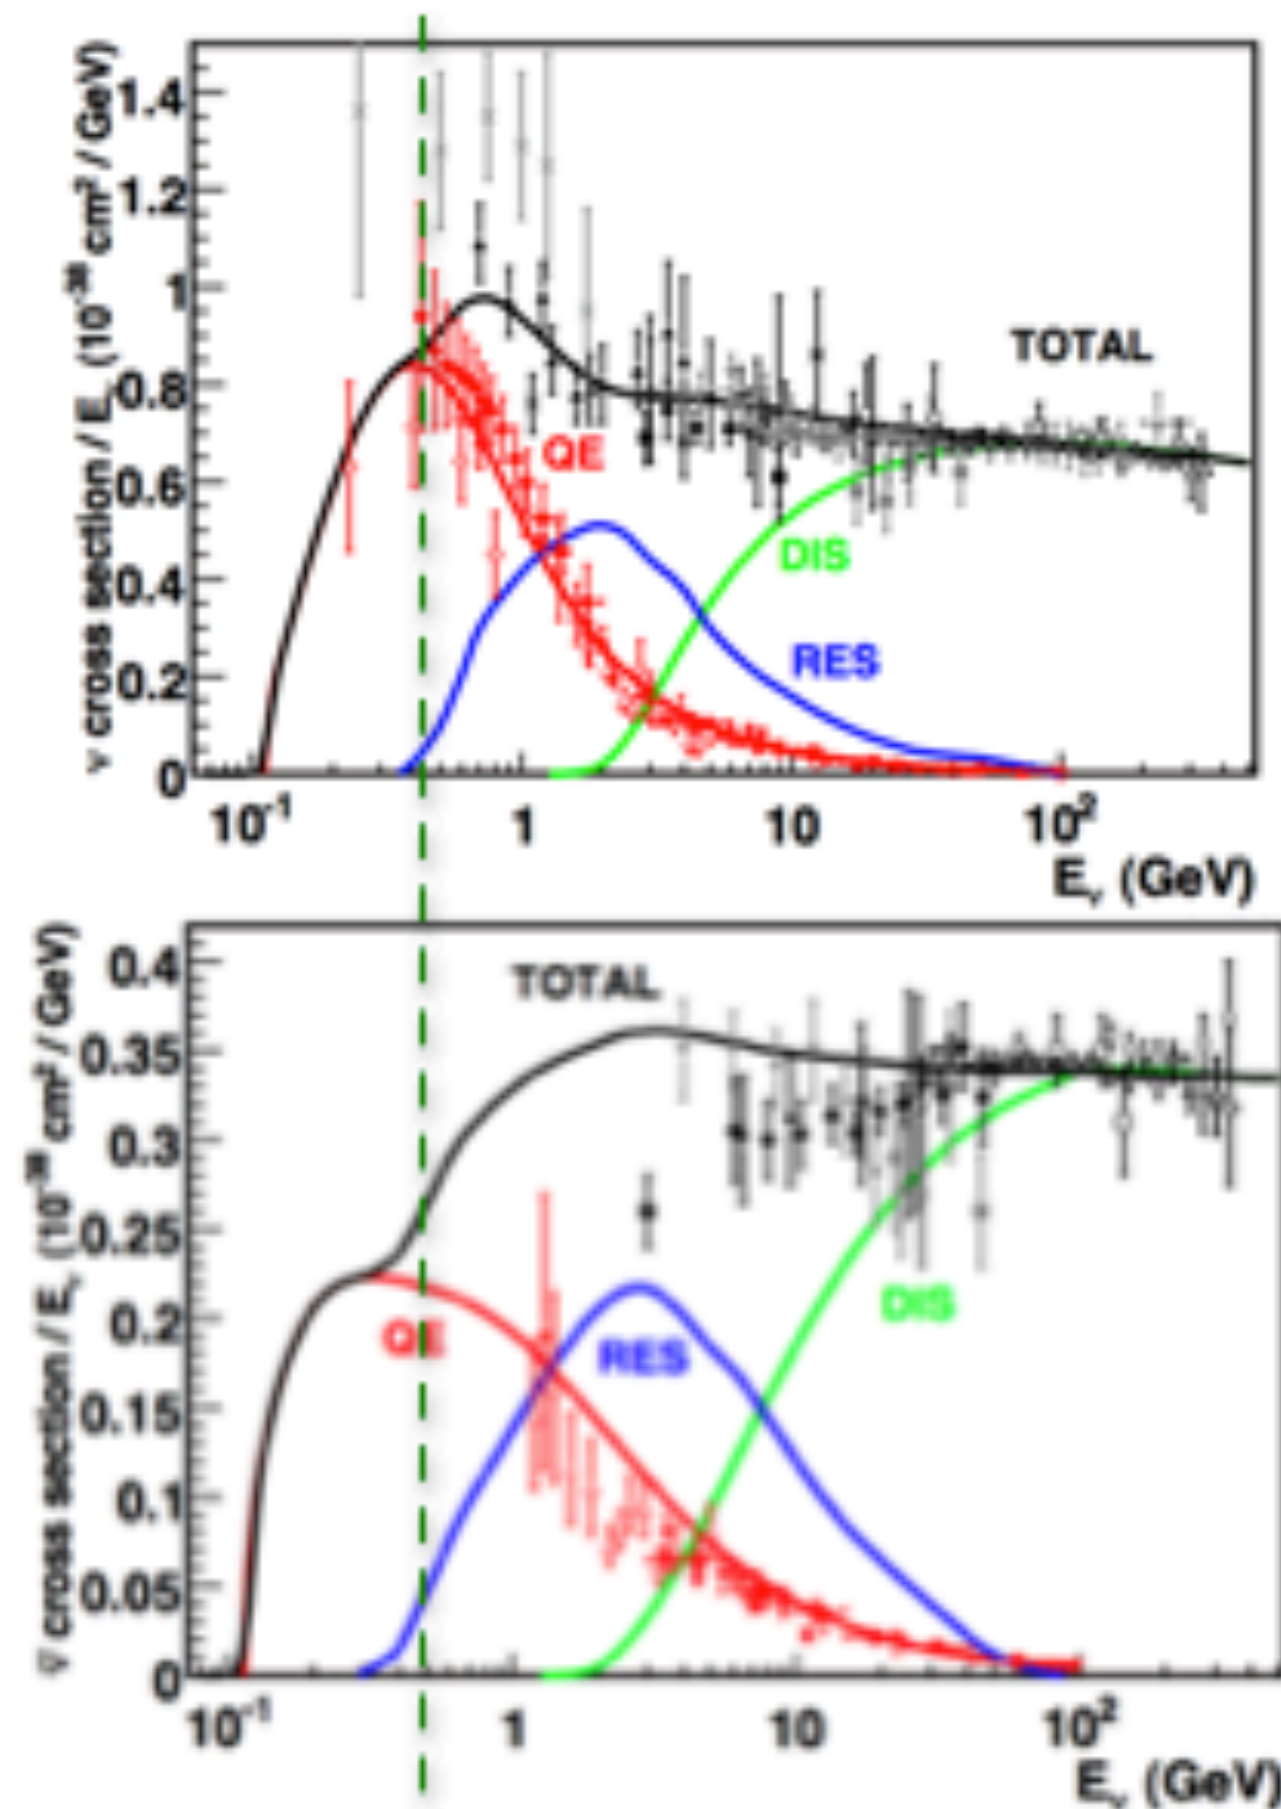 ν cross section / Eν (10⁻³⁸ cm² / GeV)
1.4
1.2
1
0.8
0.6
0.4
0.2
0
TOTAL
QE
DIS
RES
10⁻¹
1
10
10²
Eν (GeV)
ν̄ cross section / Eν (10⁻³⁸ cm² / GeV)
0.4
0.35
0.3
0.25
0.2
0.15
0.1
0.05
0
TOTAL
QE
RES
DIS
10⁻¹
1
10
10²
Eν (GeV)